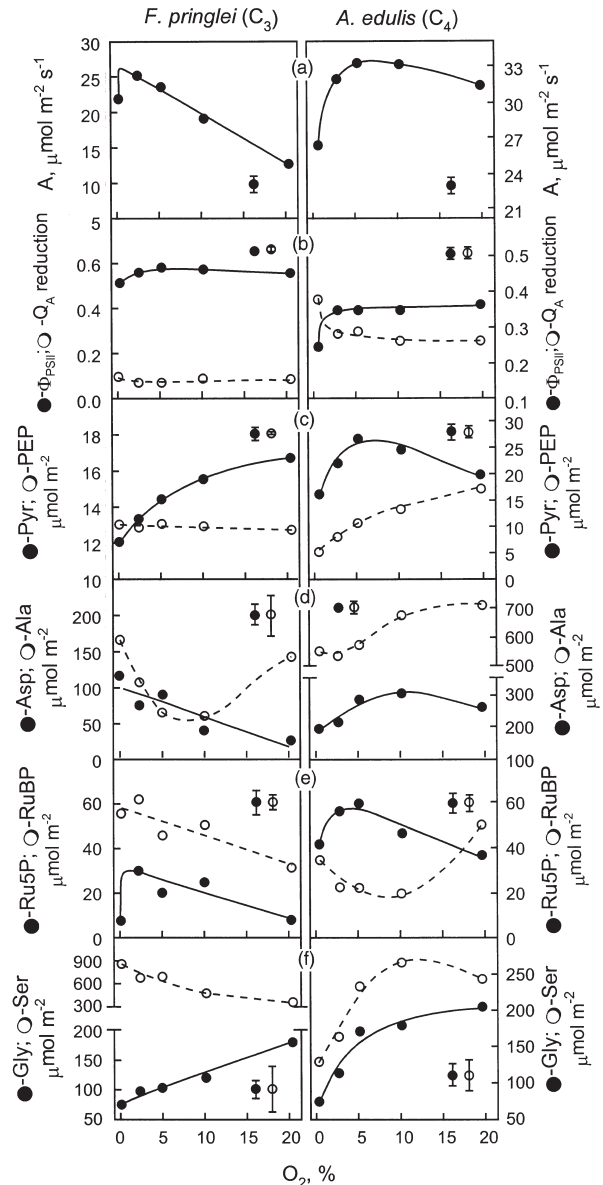 F. pringlei (C3) A. edulis (C4)
(a)
A, μmol m-2 s-1
30
25
20
15
10
5
A, μmol m-2 s-1
33
30
27
24
21
(b)
●-ΦPSII; ○-QA reduction
0.6
0.4
0.2
0.0
●-ΦPSII; ○-QA reduction
0.5
0.4
0.3
0.2
0.1
(c)
●-Pyr; ○-PEP
μmol m-2
18
16
14
12
10
●-Pyr; ○-PEP
μmol m-2
30
25
20
15
10
5
0
(d)
●-Asp; ○-Ala
μmol m-2
200
150
100
50
0
●-Asp; ○-Ala
μmol m-2
700
600
500
300
200
100
(e)
●-Ru5P; ○-RuBP
μmol m-2
60
40
20
0
●-Ru5P; ○-RuBP
μmol m-2
60
40
20
0
(f)
●-Gly; ○-Ser
μmol m-2
900
600
300
200
150
100
50
●-Gly; ○-Ser
μmol m-2
250
200
150
100
50
0 5 10 15 20 0 5 10 15 20
O2, %